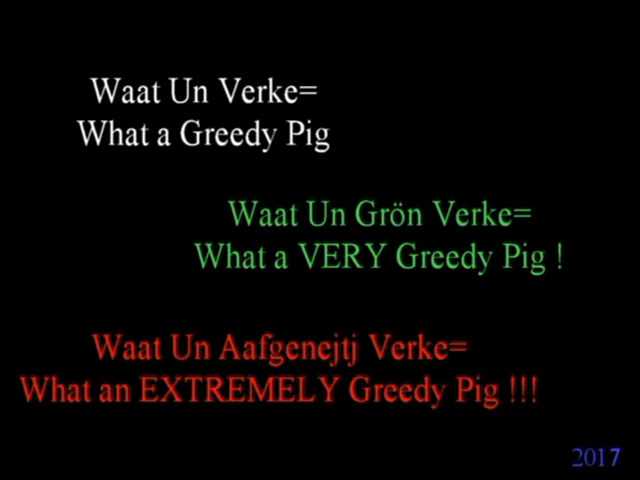 Waat Un Verke=
What a Greedy Pig
Waat Un Grön Verke=
What a VERY Greedy Pig !
Waat Un Aafgenejtj Verke=
What an EXTREMELY Greedy Pig !!!
2017